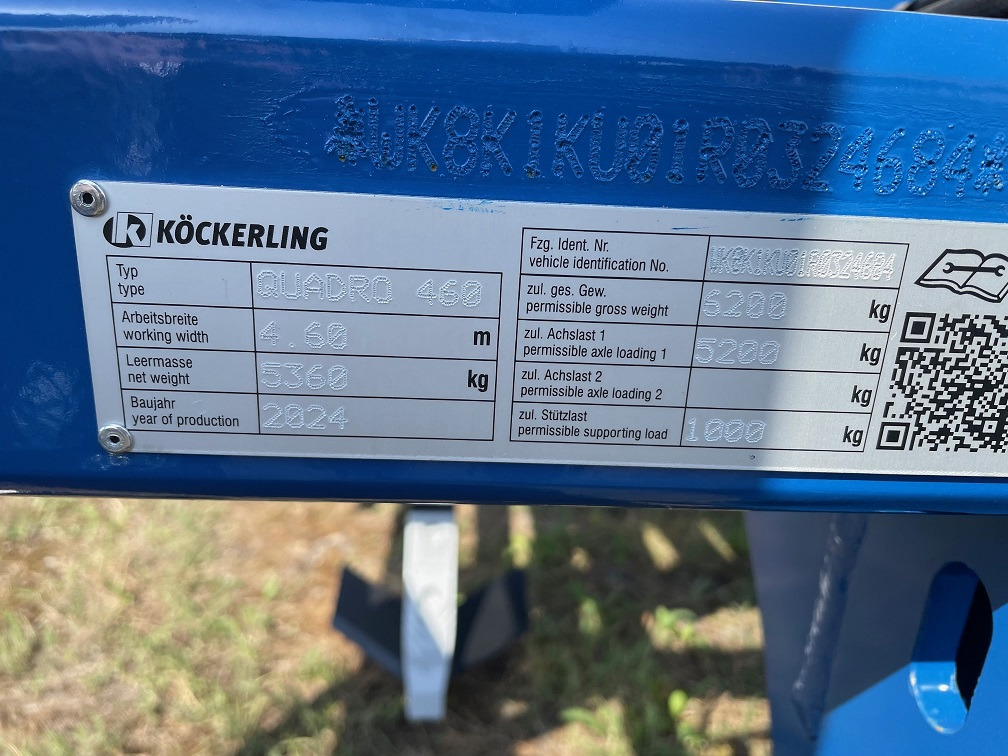 *WK8K1KU01R0324684*
KÖCKERLING
Typ
type
QUADRO 460
Arbeitsbreite
working width
4.60 m
Leermasse
net weight
5360 kg
Baujahr
year of production
2024
Fzg. Ident. Nr.
vehicle identification No.
WK8K1KU01R0324684
zul. ges. Gew.
permissible gross weight
6200 kg
zul. Achslast 1
permissible axle loading 1
5200 kg
zul. Achslast 2
permissible axle loading 2
kg
zul. Stützlast
permissible supporting load
1000 kg